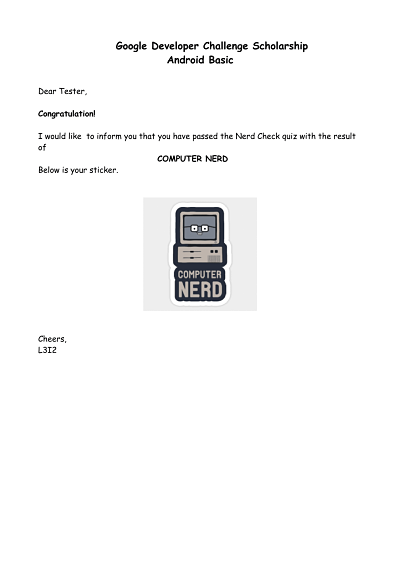 Google Developer Challenge Scholarship
Android Basic
Dear Tester,
Congratulation!
I would like to inform you that you have passed the Nerd Check quiz with the result
of
COMPUTER NERD
Below is your sticker.
COMPUTER
NERD
Cheers,
L3I2